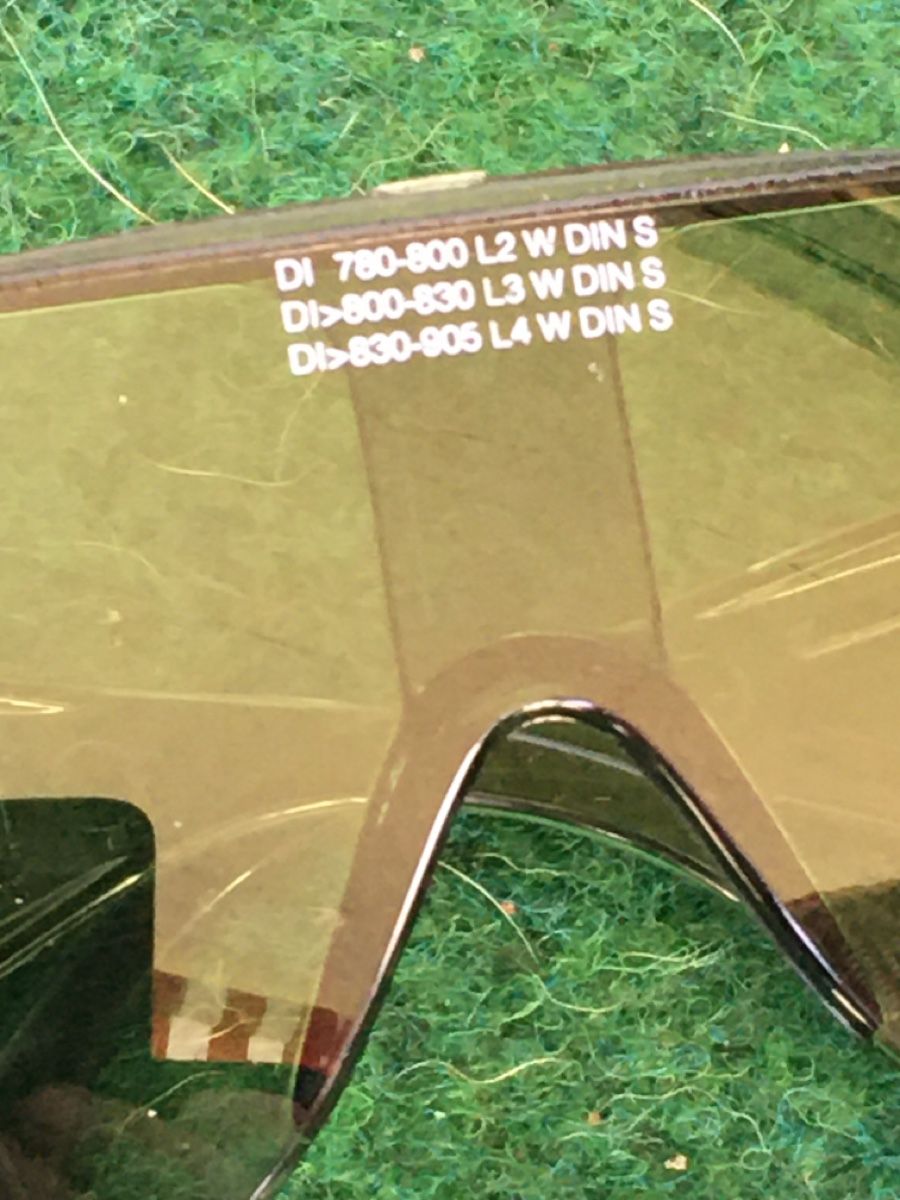 DI 780-800 L2 W DIN S
DI>800-830 L3 W DIN S
DI>830-905 L4 W DIN S